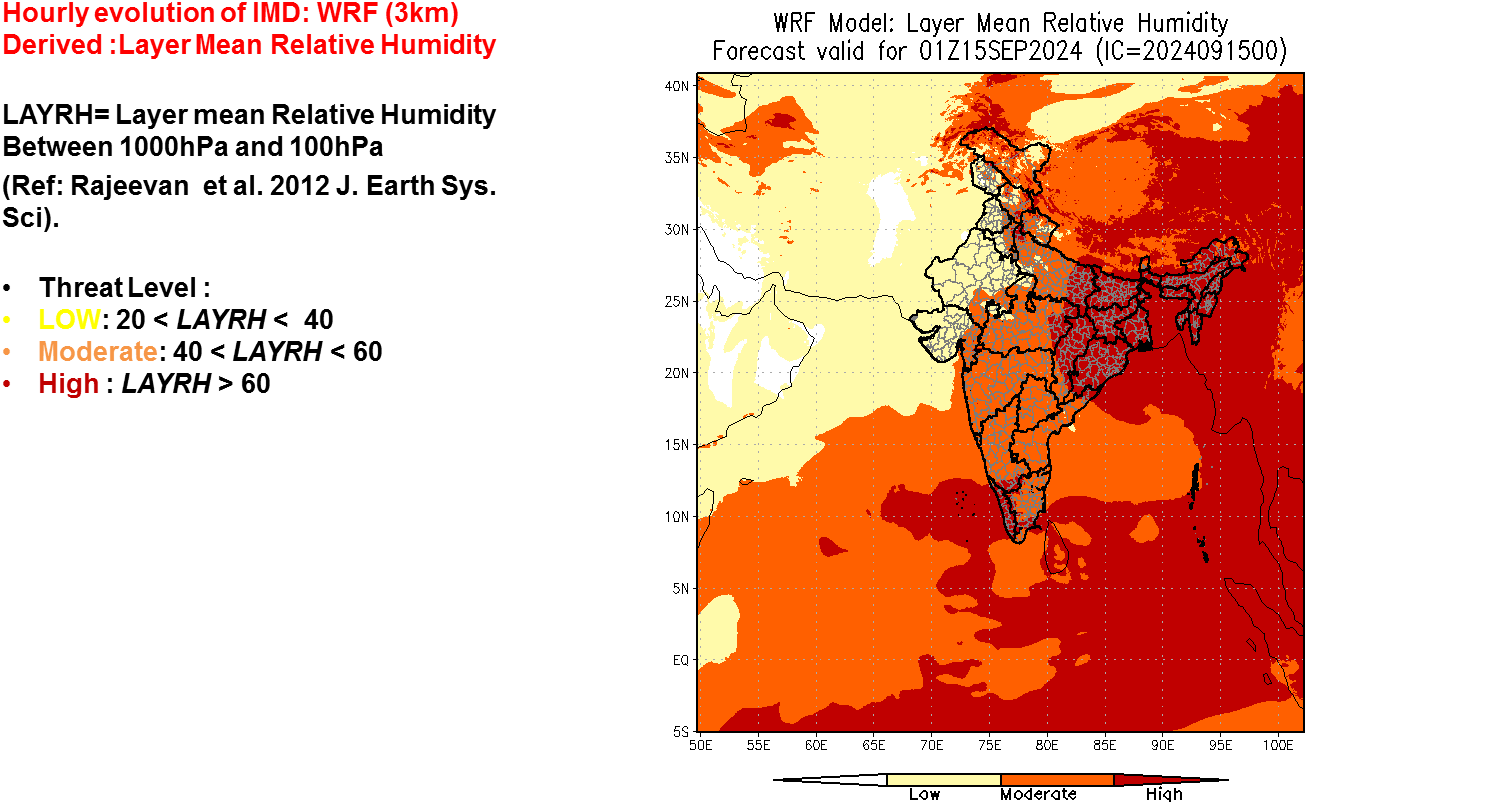 Hourly evolution of IMD: WRF (3km)
Derived :Layer Mean Relative Humidity
LAYRH= Layer mean Relative Humidity
Between 1000hPa and 100hPa
(Ref: Rajeevan et al. 2012 J. Earth Sys.
Sci).
• Threat Level :
• LOW: 20 < LAYRH < 40
• Moderate: 40 < LAYRH < 60
• High : LAYRH > 60
WRF Model: Layer Mean Relative Humidity
Forecast valid for 01Z15SEP2024 (IC=2024091500)
40N
35N
30N
25N
20N
15N
10N
5N
EQ
5S
50E 55E 60E 65E 70E 75E 80E 85E 90E 95E 100E
Low Moderate High